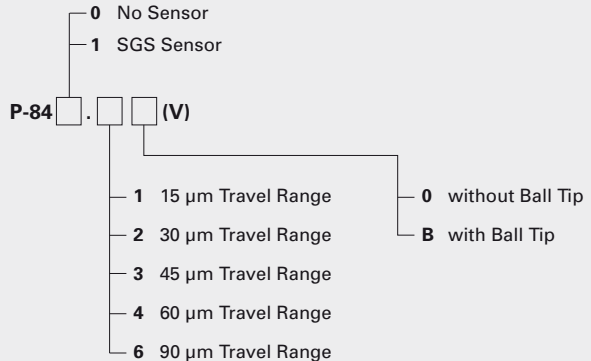 0 No Sensor
1 SGS Sensor
P-84 . (V)
1 15 µm Travel Range
0 without Ball Tip
2 30 µm Travel Range
B with Ball Tip
3 45 µm Travel Range
4 60 µm Travel Range
6 90 µm Travel Range